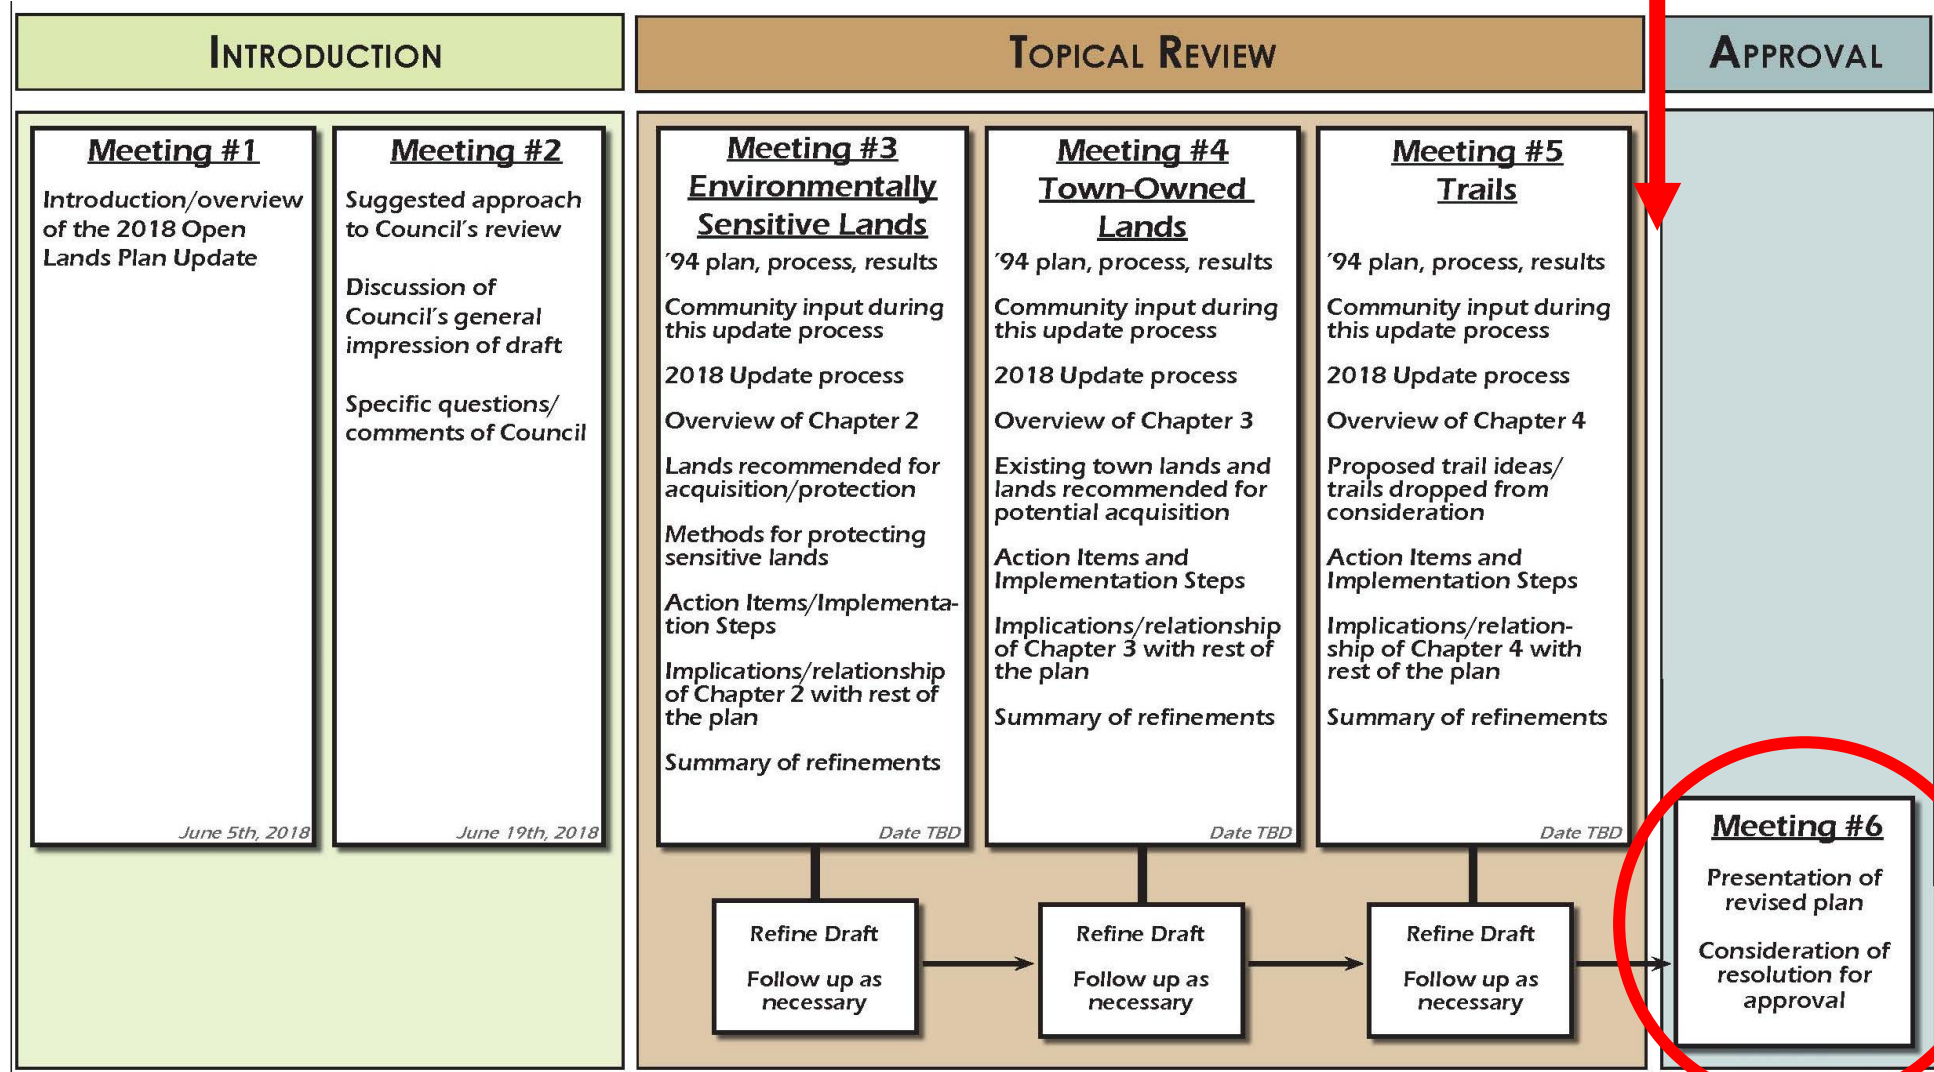 INTRODUCTION
TOPICAL REVIEW
APPROVAL
Meeting #1
Introduction/overview
of the 2018 Open
Lands Plan Update
June 5th, 2018
Meeting #2
Suggested approach
to Council's review
Discussion of
Council's general
impression of draft
Specific questions/
comments of Council
June 19th, 2018
Meeting #3
Environmentally
Sensitive Lands
'94 plan, process, results
Community input during
this update process
2018 Update process
Overview of Chapter 2
Lands recommended for
acquisition/protection
Methods for protecting
sensitive lands
Action Items/Implementa-
tion Steps
Implications/relationship
of Chapter 2 with rest of
the plan
Summary of refinements
Date TBD
Refine Draft
Follow up as
necessary
Meeting #4
Town-Owned
Lands
'94 plan, process, results
Community input during
this update process
2018 Update process
Overview of Chapter 3
Existing town lands and
lands recommended for
potential acquisition
Action Items and
Implementation Steps
Implications/relationship
of Chapter 3 with rest of
the plan
Summary of refinements
Date TBD
Refine Draft
Follow up as
necessary
Meeting #5
Trails
'94 plan, process, results
Community input during
this update process
2018 Update process
Overview of Chapter 4
Proposed trail ideas/
trails dropped from
consideration
Action Items and
Implementation Steps
Implications/relation-
ship of Chapter 4 with
rest of the plan
Summary of refinements
Date TBD
Refine Draft
Follow up as
necessary
Meeting #6
Presentation of
revised plan
Consideration of
resolution for
approval